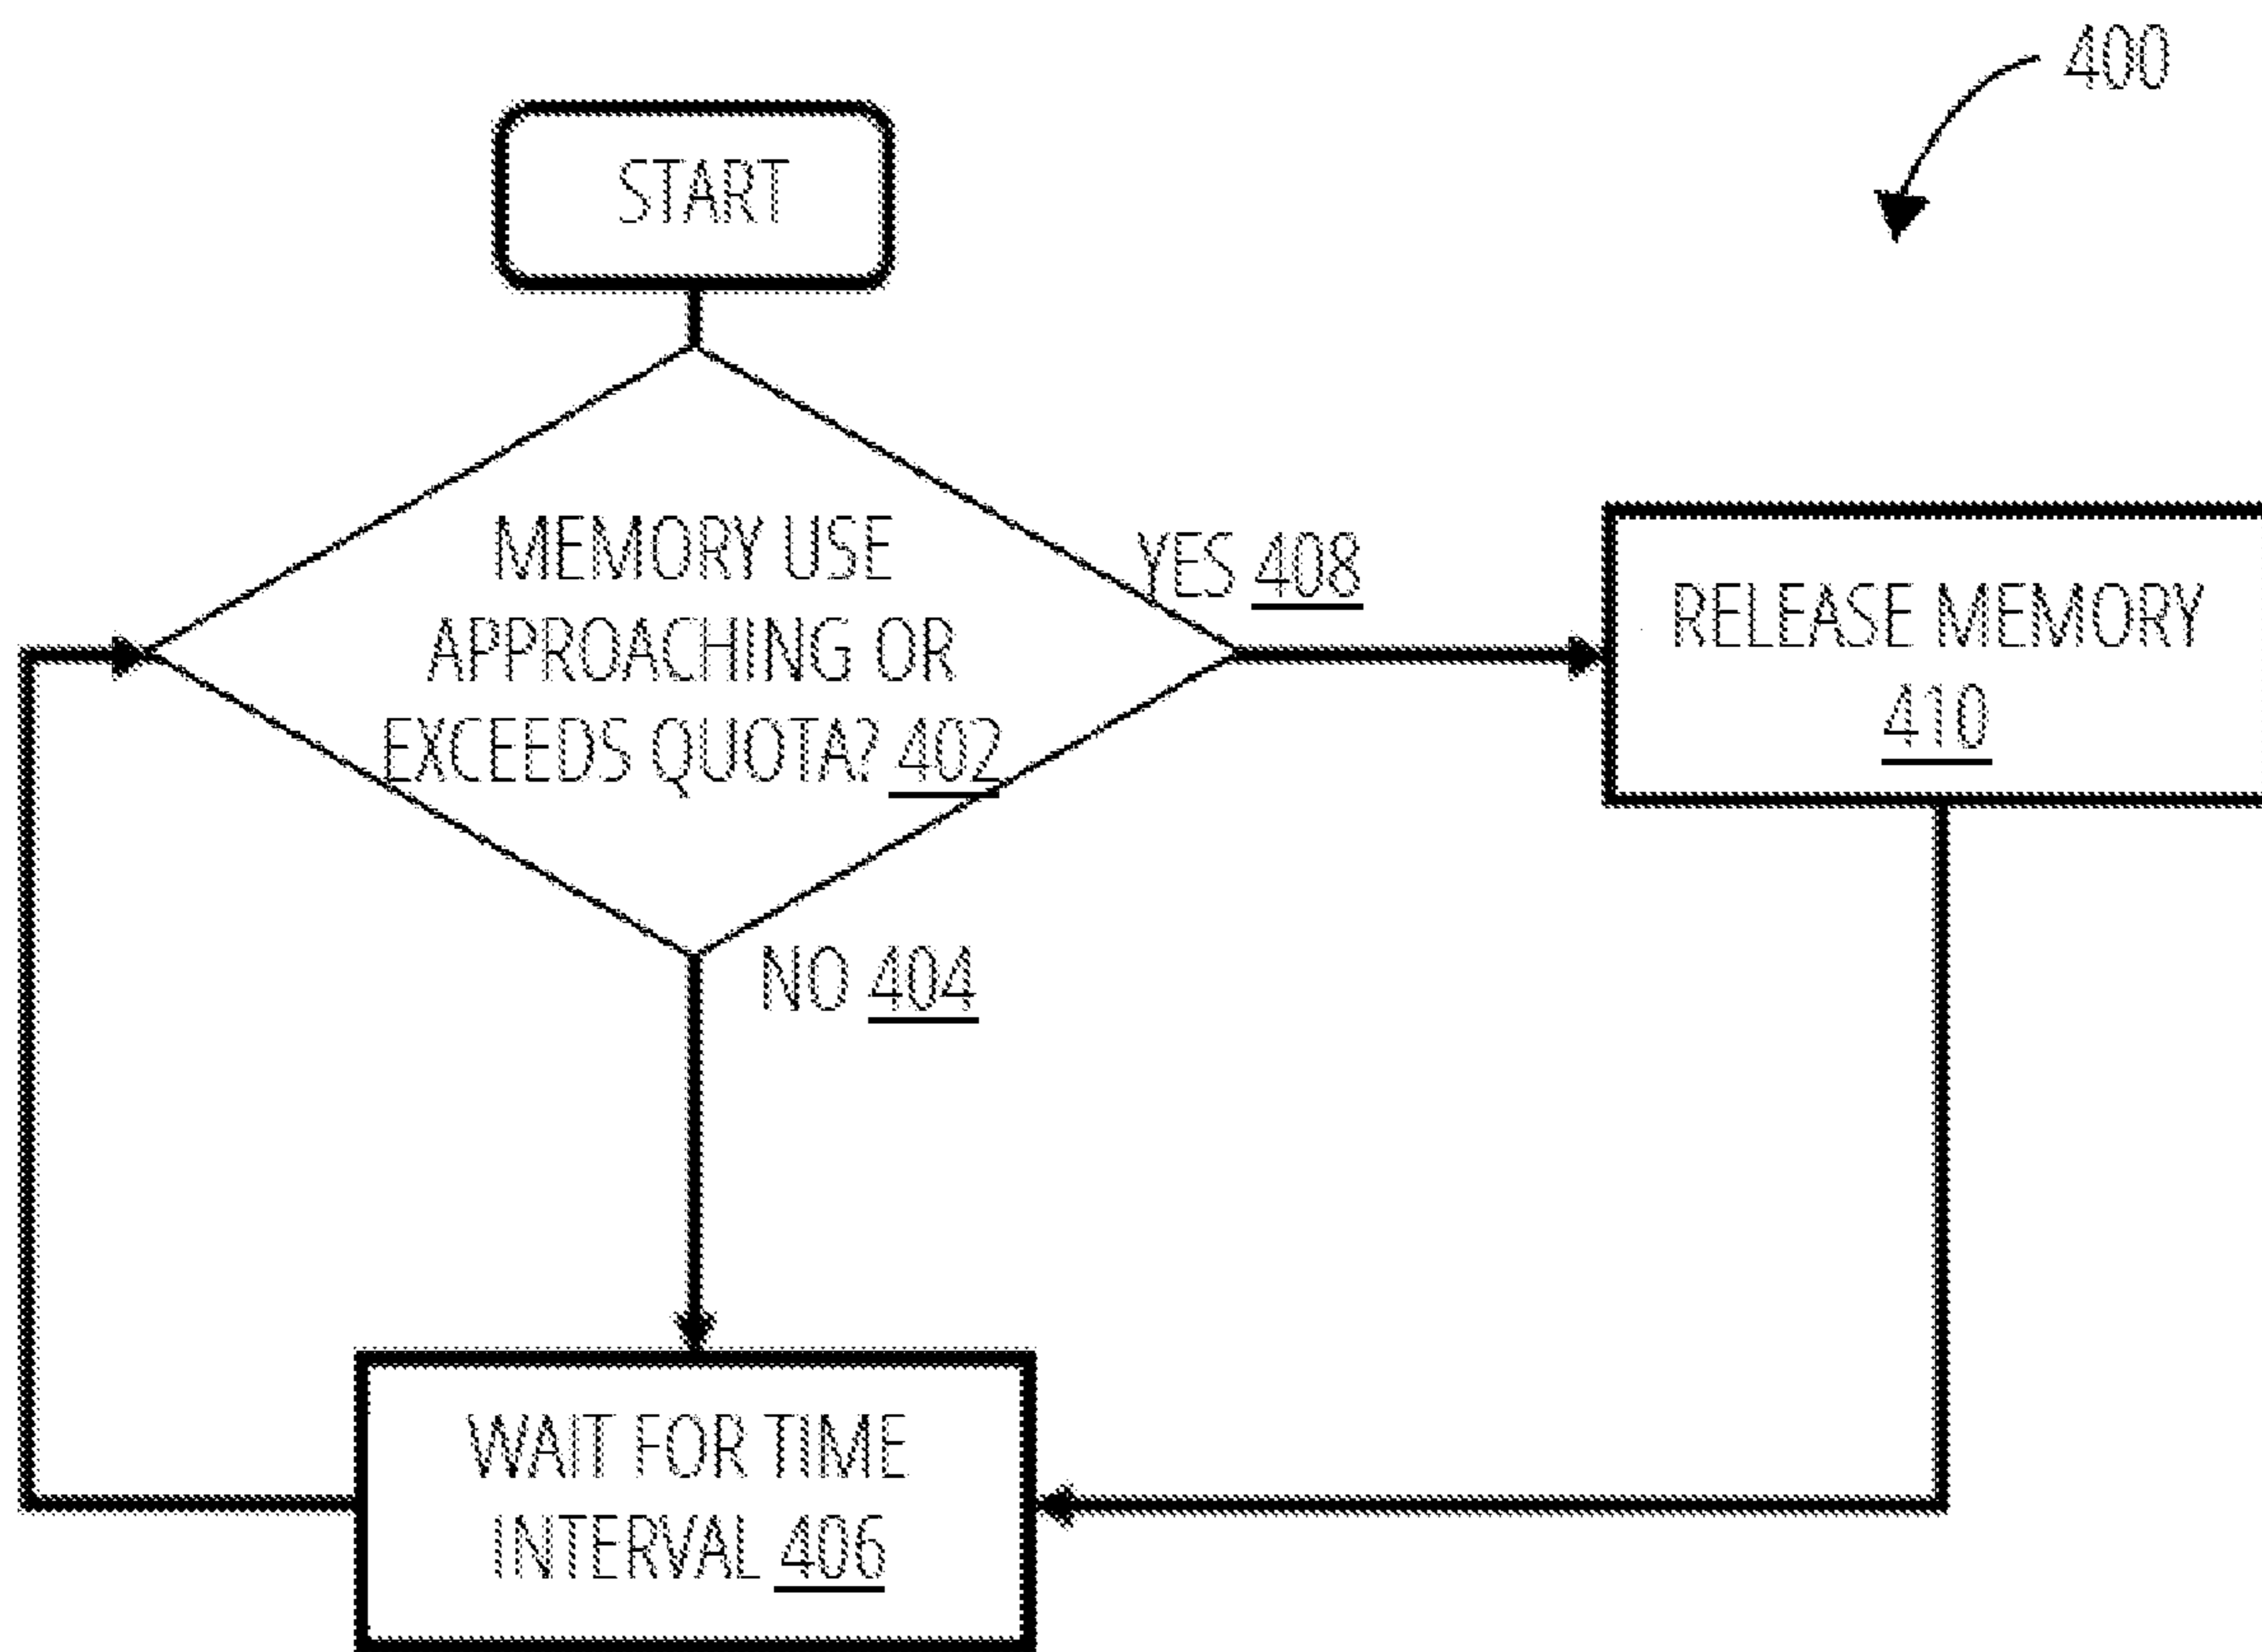 400
START
MEMORY USE
APPROACHING OR
EXCEEDS QUOTA? 402
YES 408
RELEASE MEMORY
410
NO 404
WAIT FOR TIME
INTERVAL 406